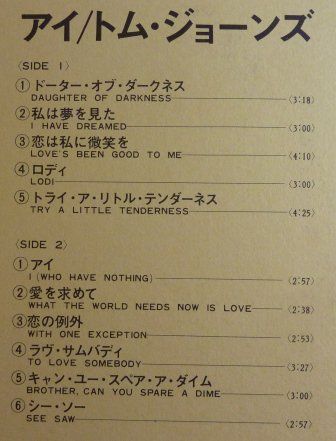 アイ/トム・ジョーンズ
〈SIDE 1〉
①ドーター・オブ・ダークネス
DAUGHTER OF DARKNESS (3:18)
②私は夢を見た
I HAVE DREAMED (3:00)
③恋は私に微笑を
LOVE'S BEEN GOOD TO ME (4:10)
④ロディ
LODI (3:00)
⑤トライ・ア・リトル・テンダーネス
TRY A LITTLE TENDERNESS (4:25)
〈SIDE 2〉
①アイ
I (WHO HAVE NOTHING) (2:57)
②愛を求めて
WHAT THE WORLD NEEDS NOW IS LOVE (2:38)
③恋の例外
WITH ONE EXCEPTION (2:53)
④ラヴ・サムバディ
TO LOVE SOMEBODY (3:27)
⑤キャン・ユー・スペア・ア・ダイム
BROTHER, CAN YOU SPARE A DIME (3:00)
⑥シー・ソー
SEE SAW (2:57)